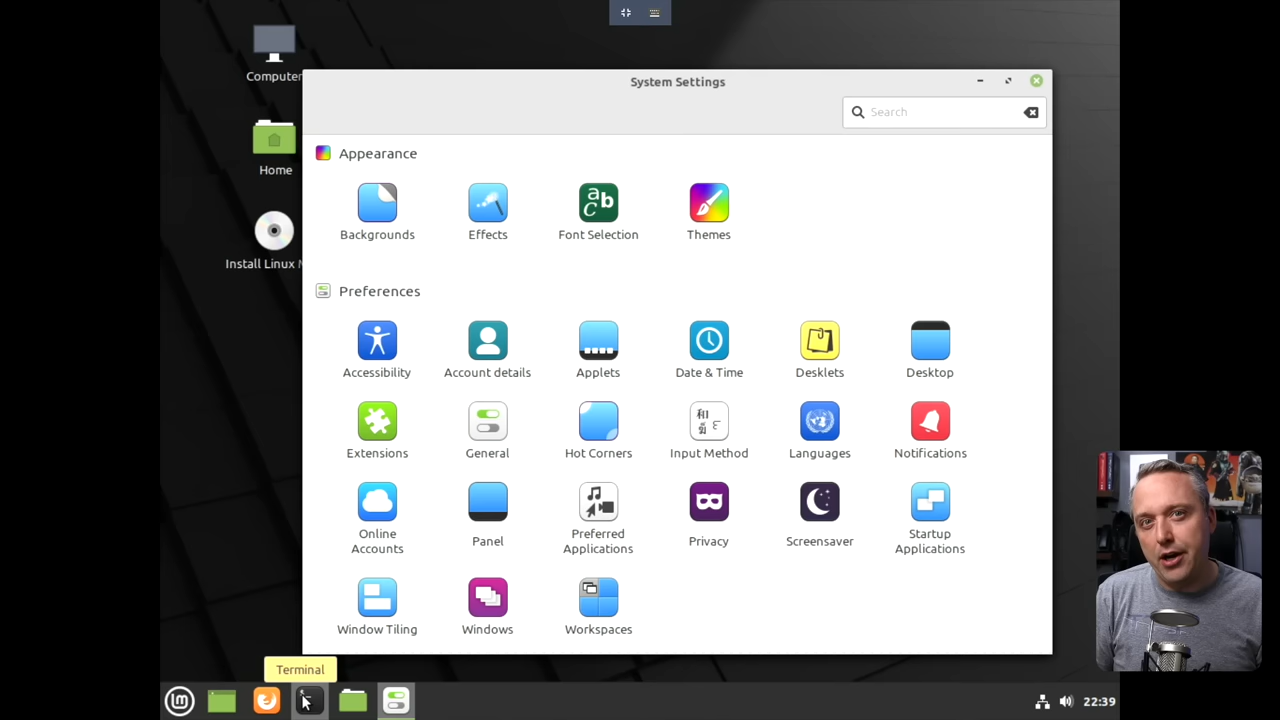 Computer
Home
Install Linux M
System Settings
Search
Appearance
Backgrounds
Effects
Font Selection
Themes
Preferences
Accessibility
Account details
Applets
Date & Time
Desklets
Desktop
Extensions
General
Hot Corners
Input Method
Languages
Notifications
Online
Accounts
Panel
Preferred
Applications
Privacy
Screensaver
Startup
Applications
Window Tiling
Windows
Workspaces
Terminal
22:39